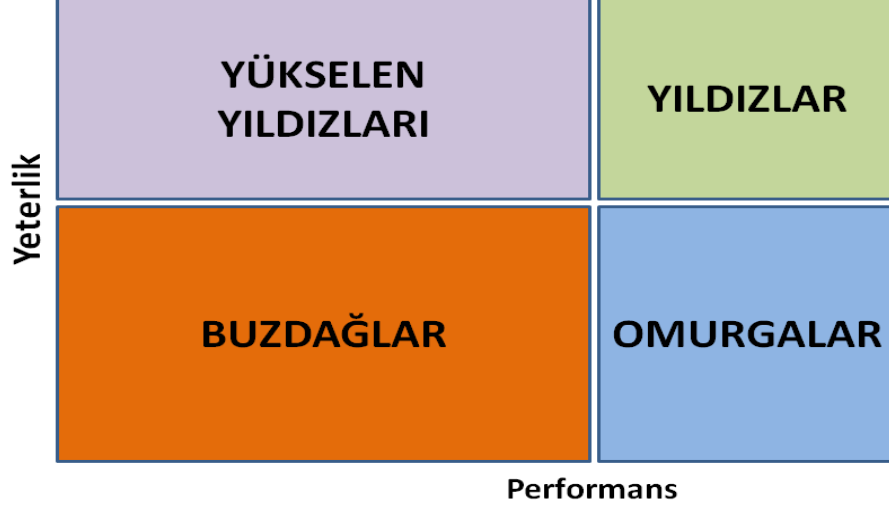 YÜKSELEN
YILDIZLARI
YILDIZLAR
Yeterlik
BUZDAĞLAR
OMURGALAR
Performans